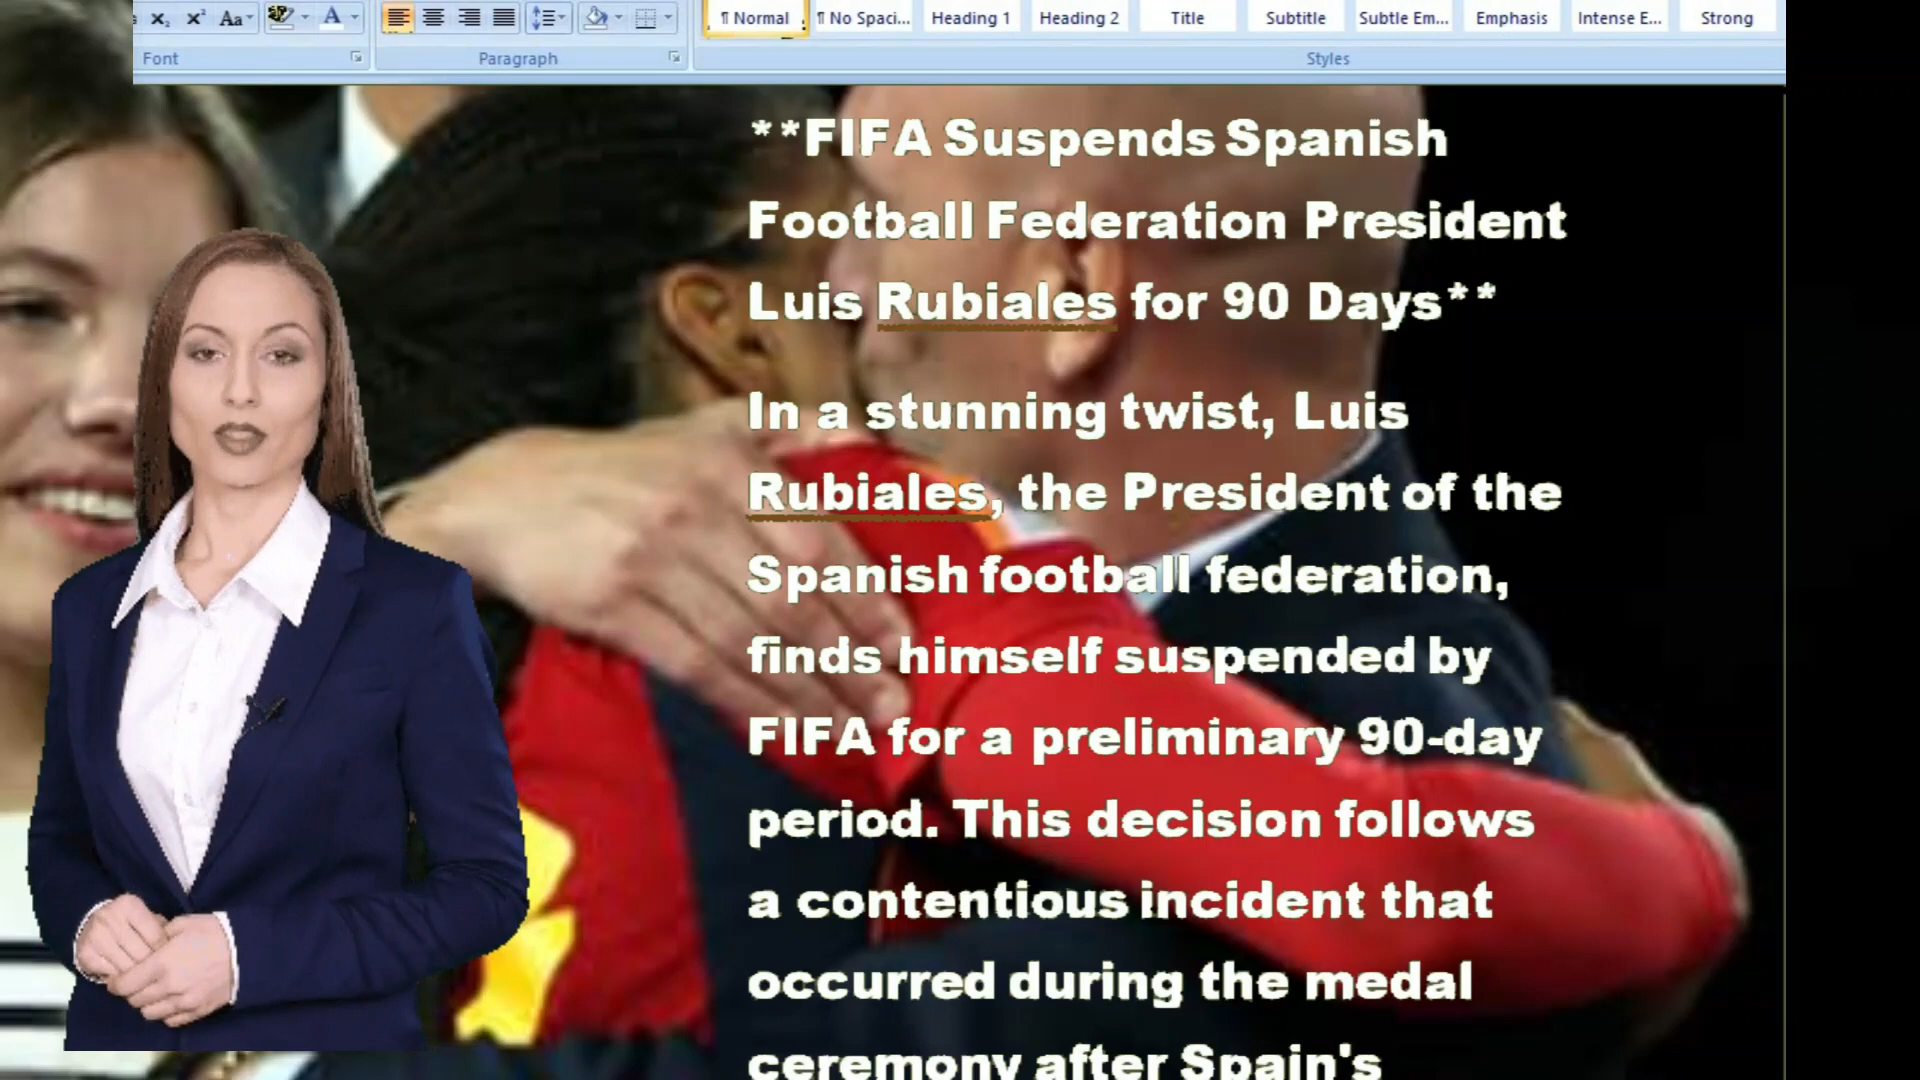 x₂ x² Aa A
¶ Normal ¶ No Spaci... Heading 1 Heading 2 Title Subtitle Subtle Em... Emphasis Intense E... Strong
Font Paragraph Styles
**FIFA Suspends Spanish
Football Federation President
Luis Rubiales for 90 Days**
In a stunning twist, Luis
Rubiales, the President of the
Spanish football federation,
finds himself suspended by
FIFA for a preliminary 90-day
period. This decision follows
a contentious incident that
occurred during the medal
ceremony after Spain's